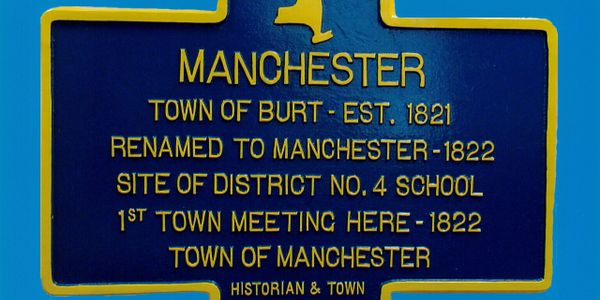 MANCHESTER
TOWN OF BURT - EST. 1821
RENAMED TO MANCHESTER - 1822
SITE OF DISTRICT NO. 4 SCHOOL
1ST TOWN MEETING HERE - 1822
TOWN OF MANCHESTER
HISTORIAN & TOWN